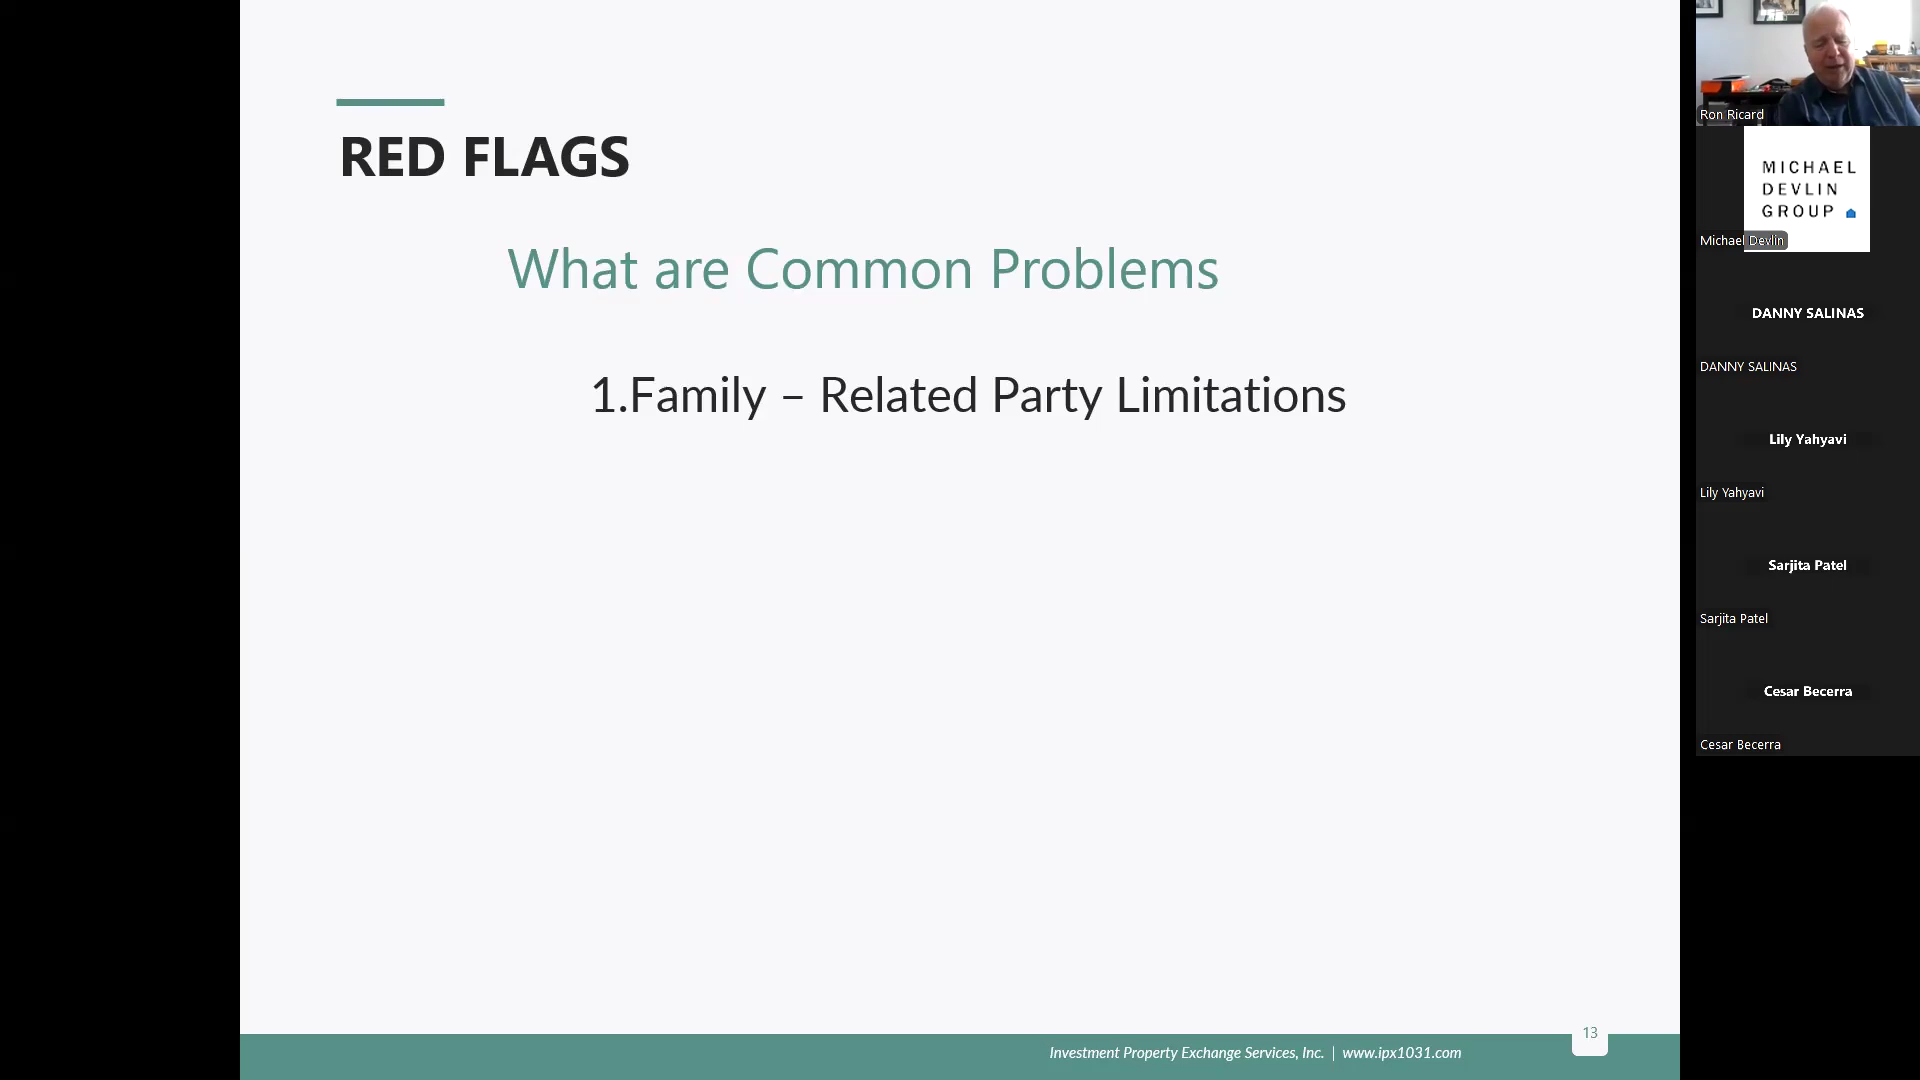 RED FLAGS
What are Common Problems
1.Family – Related Party Limitations
Investment Property Exchange Services, Inc. | www.ipx1031.com
13
Ron Ricard
MICHAEL
DEVLIN
GROUP
Michael Devlin
DANNY SALINAS
DANNY SALINAS
Lily Yahyavi
Lily Yahyavi
Sarjita Patel
Sarjita Patel
Cesar Becerra
Cesar Becerra